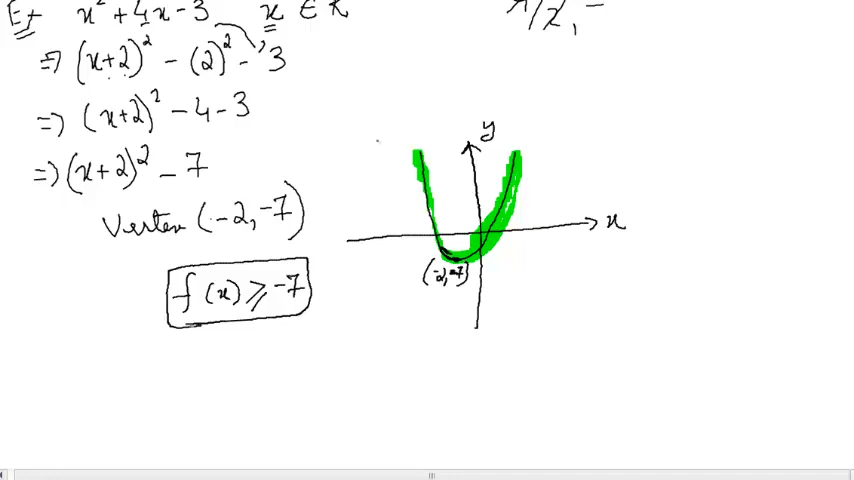 Ex x² + 4x - 3 x ∈ R
⇒ (x+2)² - (2)² - 3
⇒ (x+2)² - 4 - 3
⇒ (x+2)² - 7
Vertex (-2, -7)
f(x) ⩾ -7
y
x
(-2, -7)